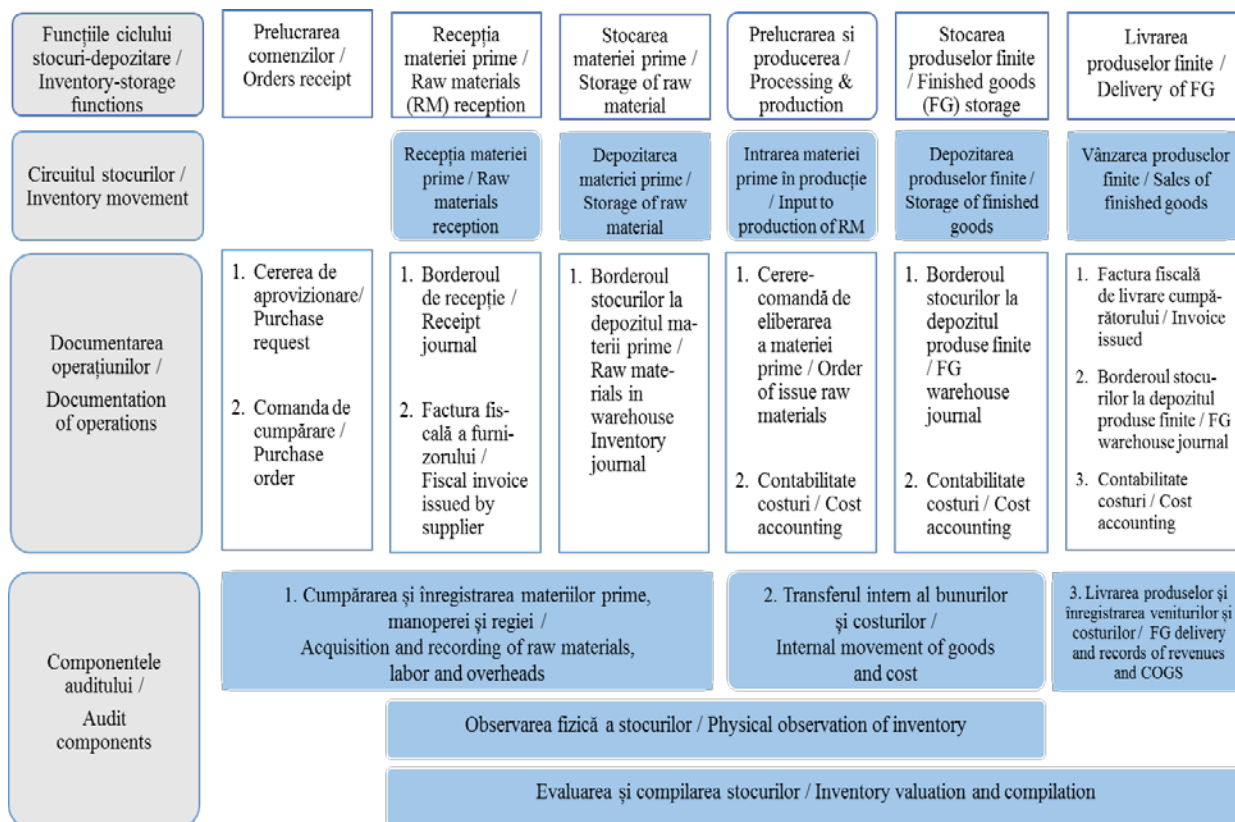 Funcțiile ciclului
stocuri-depozitare /
Inventory-storage
functions
Prelucrarea
comenzilor /
Orders receipt
Recepția
materiei prime /
Raw materials
(RM) reception
Stocarea
materiei prime /
Storage of raw
material
Prelucrarea si
producerea /
Processing &
production
Stocarea
produselor finite
/ Finished goods
(FG) storage
Livrarea
produselor finite /
Delivery of FG
Circuitul stocurilor /
Inventory movement
Recepția materiei
prime / Raw
materials
reception
Depozitarea
materiei prime /
Storage of raw
material
Intrarea materiei
prime în producție
/ Input to
production of RM
Depozitarea
produselor finite/
Storage of finished
goods
Vânzarea produselor
finite / Sales of
finished goods
Documentarea
operațiunilor /
Documentation
of operations
1. Cererea de
aprovizionare/
Purchase
request
2. Comanda de
cumpărare /
Purchase
order
1. Borderoul
de recepție /
Receipt
journal
2. Factura fis-
cală a furni-
zorului /
Fiscal invoice
issued by
supplier
1. Borderoul
stocurilor la
depozitul ma-
terii prime /
Raw mate-
rials in
warehouse
Inventory
journal
1. Cerere-
comandă de
eliberarea
a materiei
prime / Order
of issue raw
materials
2. Contabilitate
costuri / Cost
accounting
1. Borderoul
stocurilor la
depozitul
produse finite
/ FG
warehouse
journal
2. Contabilitate
costuri / Cost
accounting
1. Factura fiscală
de livrare cumpă-
rătorului / Invoice
issued
2. Borderoul stocu-
rilor la depozitul
produse finite / FG
warehouse journal
3. Contabilitate
costuri / Cost
accounting
Componentele
auditului /
Audit
components
1. Cumpărarea și înregistrarea materiilor prime,
manoperei și regiei /
Acquisition and recording of raw materials,
labor and overheads
2. Transferul intern al bunurilor
și costurilor /
Internal movement of goods
and cost
3. Livrarea produselor și
înregistrarea veniturilor și
costurilor/ FG delivery
and records of revenues
and COGS
Observarea fizică a stocurilor / Physical observation of inventory
Evaluarea și compilarea stocurilor / Inventory valuation and compilation